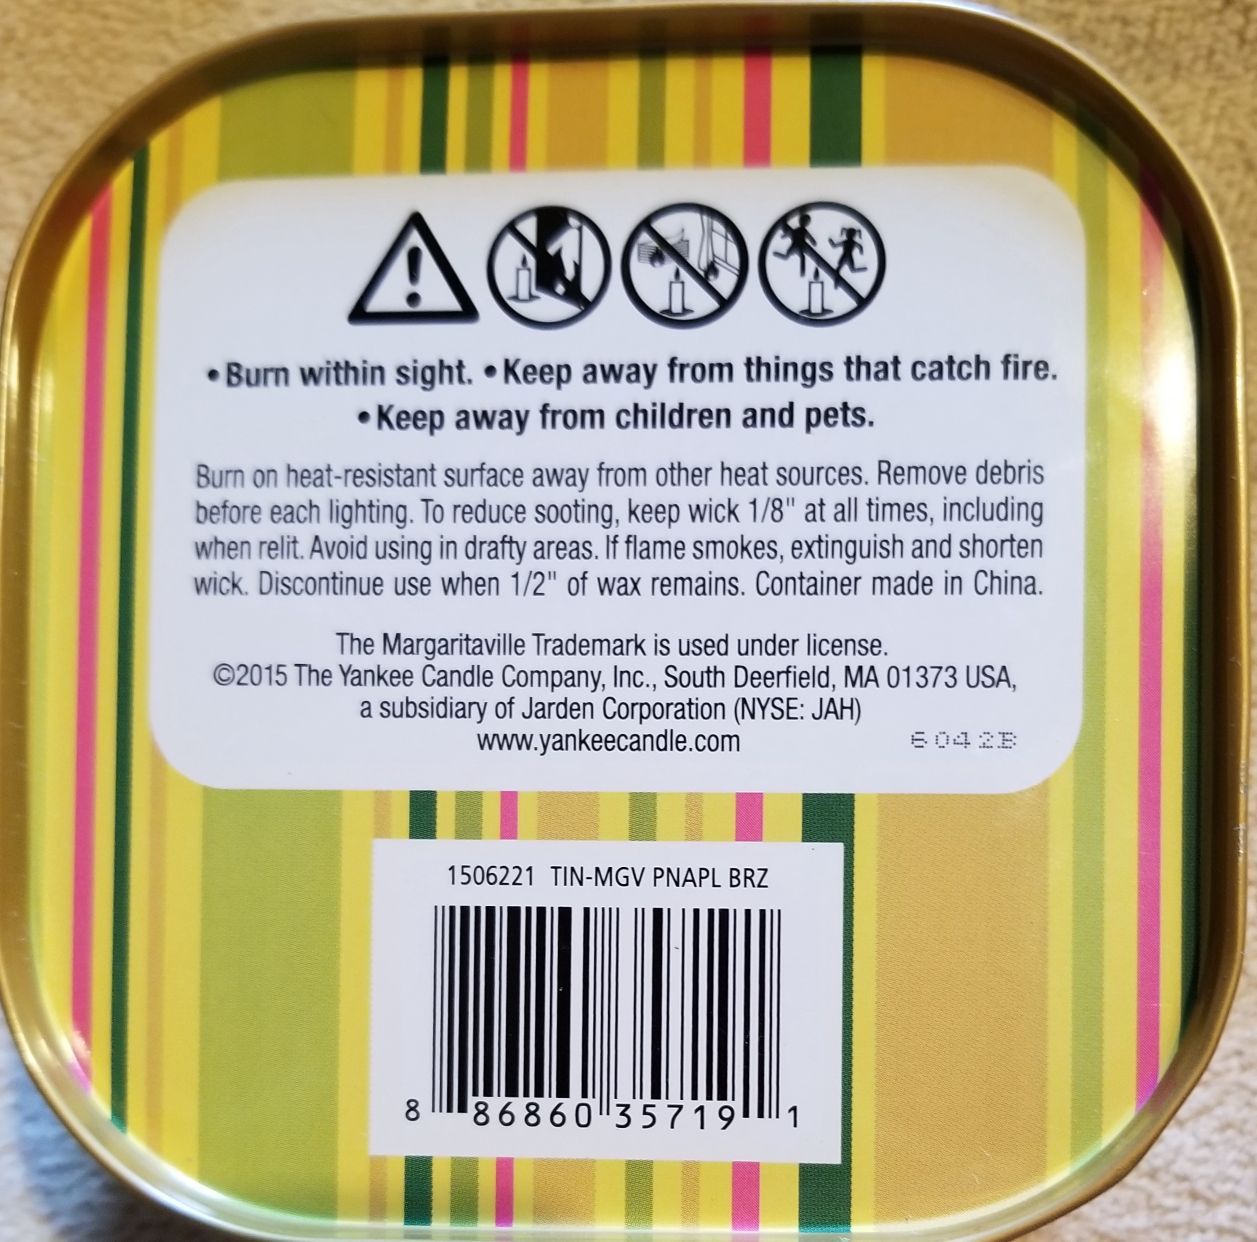 • Burn within sight. • Keep away from things that catch fire.
• Keep away from children and pets.
Burn on heat-resistant surface away from other heat sources. Remove debris
before each lighting. To reduce sooting, keep wick 1/8" at all times, including
when relit. Avoid using in drafty areas. If flame smokes, extinguish and shorten
wick. Discontinue use when 1/2" of wax remains. Container made in China.
The Margaritaville Trademark is used under license.
©2015 The Yankee Candle Company, Inc., South Deerfield, MA 01373 USA,
a subsidiary of Jarden Corporation (NYSE: JAH)
www.yankeecandle.com
6042B
1506221 TIN-MGV PNAPL BRZ
8 86860 35719 1